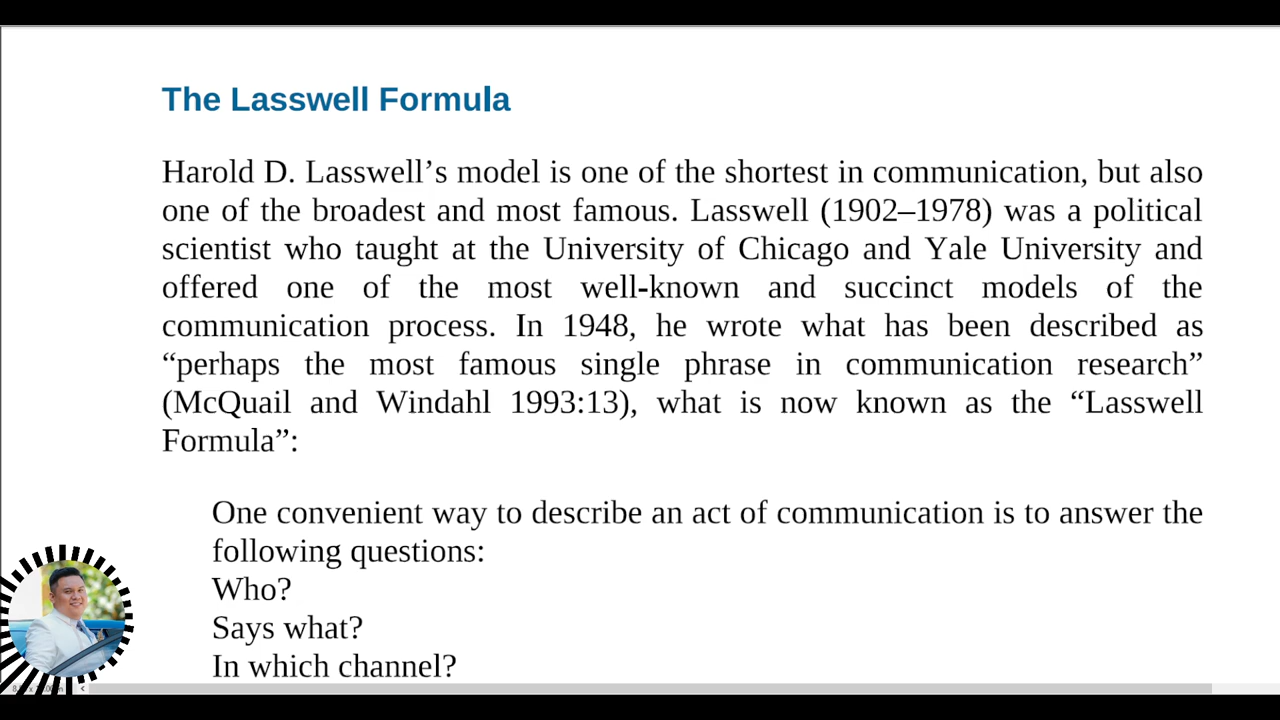 The Lasswell Formula
Harold D. Lasswell’s model is one of the shortest in communication, but also
one of the broadest and most famous. Lasswell (1902–1978) was a political
scientist who taught at the University of Chicago and Yale University and
offered one of the most well-known and succinct models of the
communication process. In 1948, he wrote what has been described as
“perhaps the most famous single phrase in communication research”
(McQuail and Windahl 1993:13), what is now known as the “Lasswell
Formula”:
One convenient way to describe an act of communication is to answer the
following questions:
Who?
Says what?
In which channel?